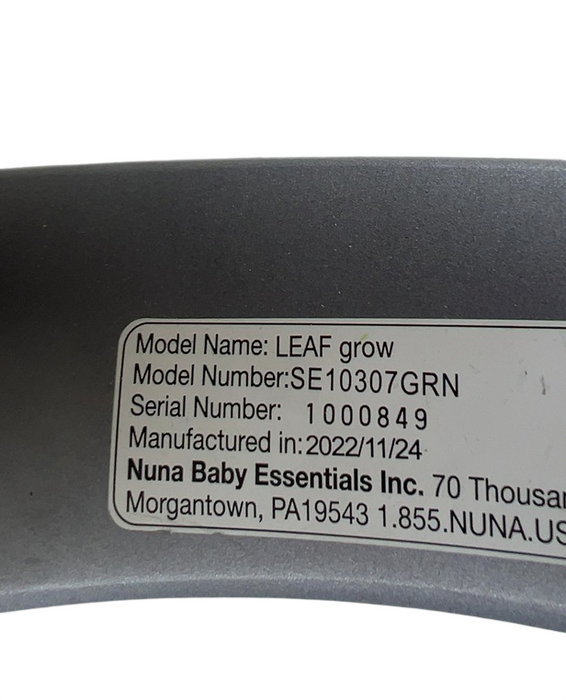 Model Name: LEAF grow
Model Number:SE10307GRN
Serial Number: 1000849
Manufactured in:2022/11/24
Nuna Baby Essentials Inc. 70
Morgantown, PA19543 1.855.NUNA.US